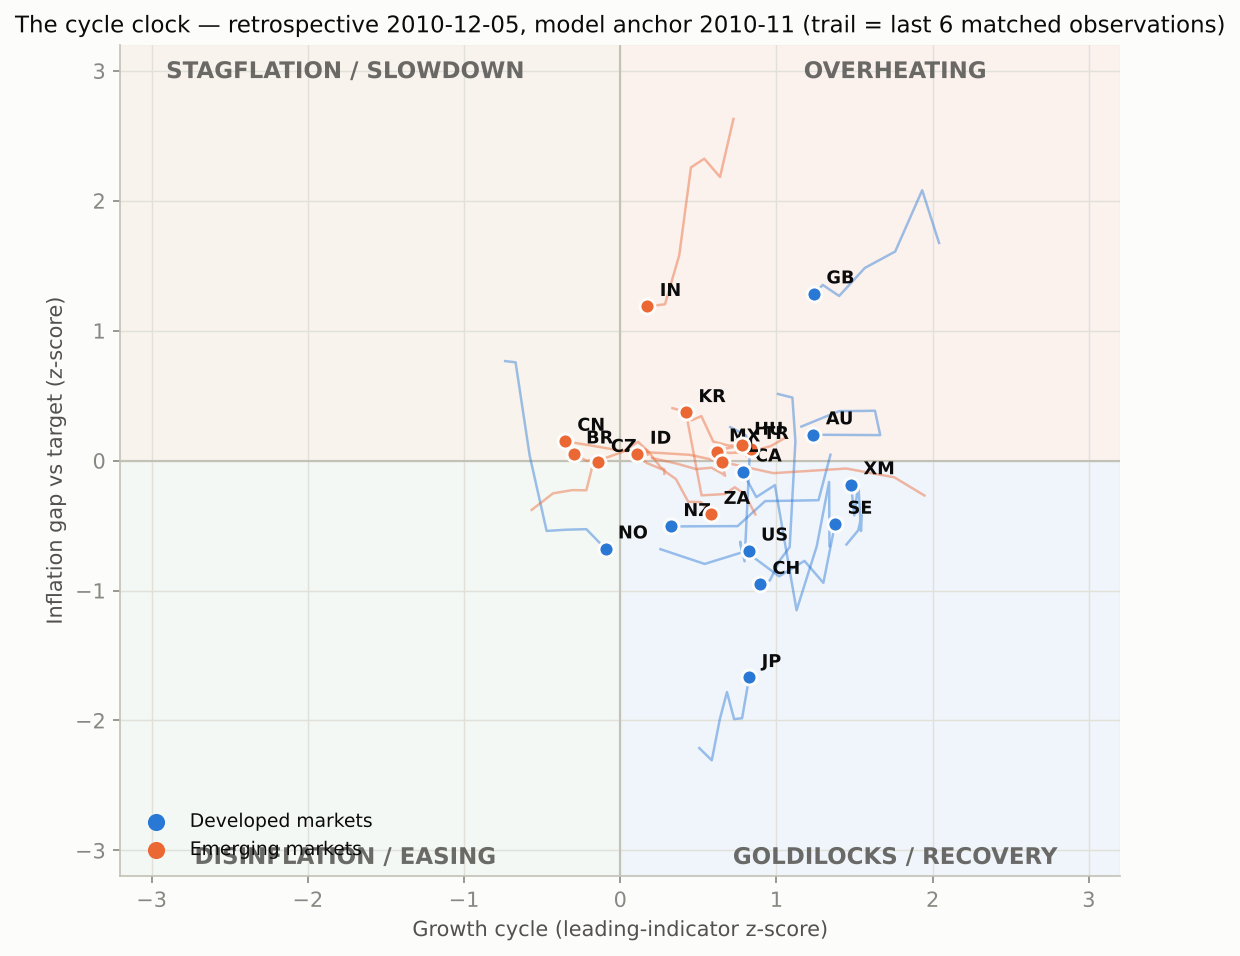 The cycle clock — retrospective 2010-12-05, model anchor 2010-11 (trail = last 6 matched observations)
STAGFLATION / SLOWDOWN
OVERHEATING
3
2
1
0
−1
−2
−3
Inflation gap vs target (z-score)
GB
IN
KR
AU
CN
BR
CZ
ID
MX
HU
TR
CA
XM
ZA
NZ
SE
NO
US
CH
JP
Developed markets
Emerging markets
DISINFLATION / EASING
GOLDILOCKS / RECOVERY
−3
−2
−1
0
1
2
3
Growth cycle (leading-indicator z-score)